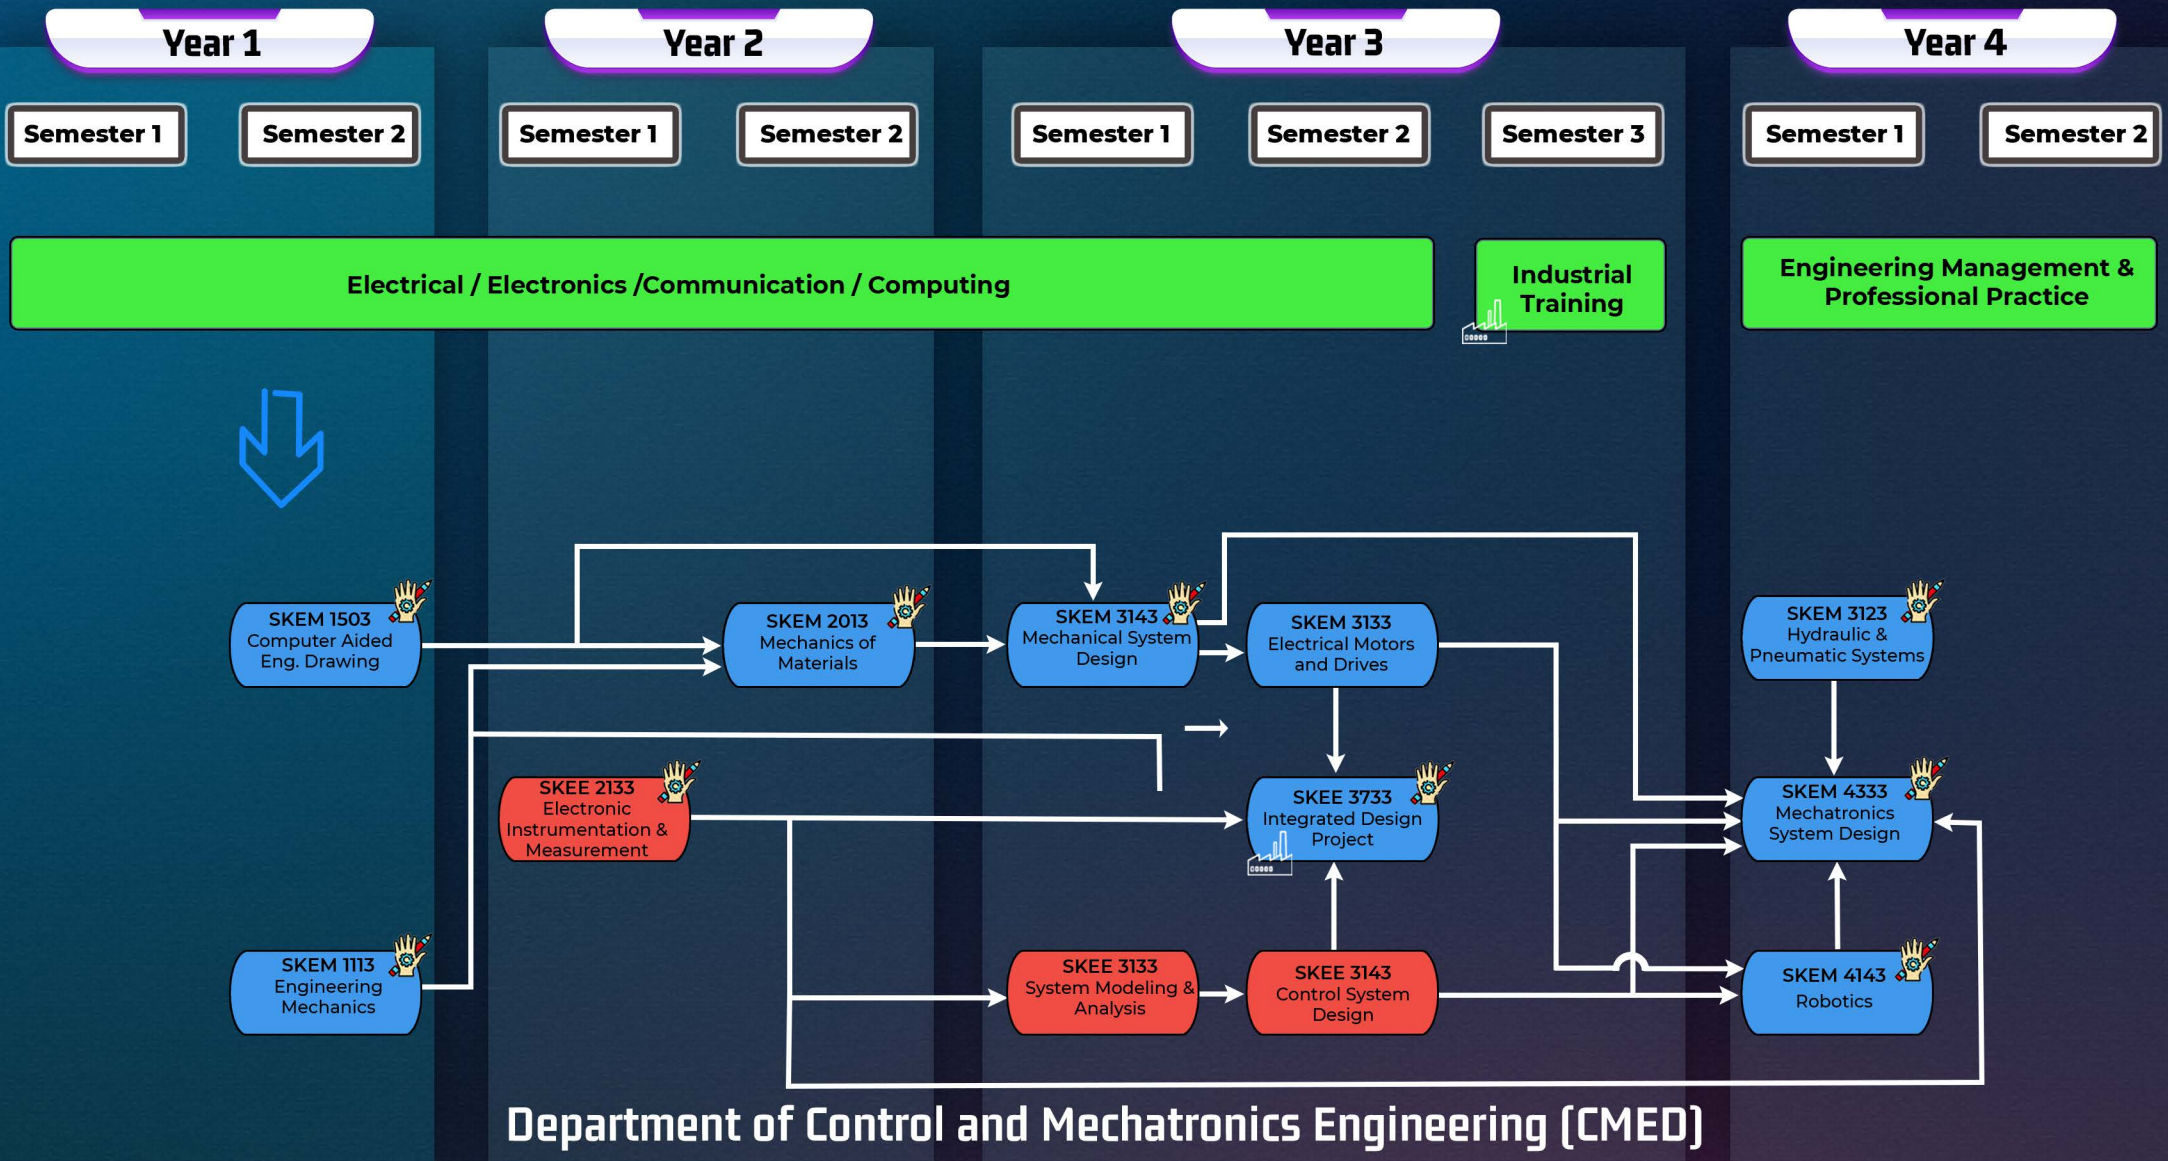 Year 1
Year 2
Year 3
Year 4
Semester 1
Semester 2
Semester 1
Semester 2
Semester 1
Semester 2
Semester 3
Semester 1
Semester 2
Electrical / Electronics /Communication / Computing
Industrial
Training
Engineering Management &
Professional Practice
SKEM 1503
Computer Aided
Eng. Drawing
SKEM 2013
Mechanics of
Materials
SKEM 3143
Mechanical System
Design
SKEM 3133
Electrical Motors
and Drives
SKEM 3123
Hydraulic &
Pneumatic Systems
SKEE 2133
Electronic
Instrumentation &
Measurement
SKEE 3733
Integrated Design
Project
SKEM 4333
Mechatronics
System Design
SKEM 1113
Engineering
Mechanics
SKEE 3133
System Modeling &
Analysis
SKEE 3143
Control System
Design
SKEM 4143
Robotics
Department of Control and Mechatronics Engineering (CMED)